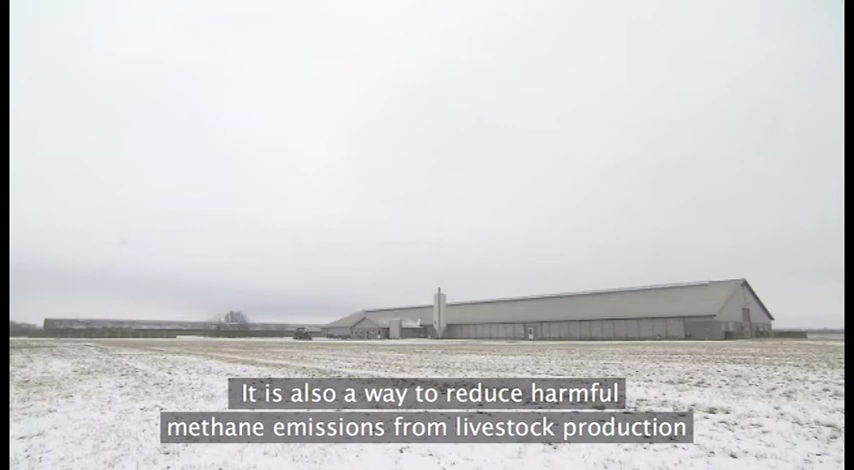 It is also a way to reduce harmful
methane emissions from livestock production